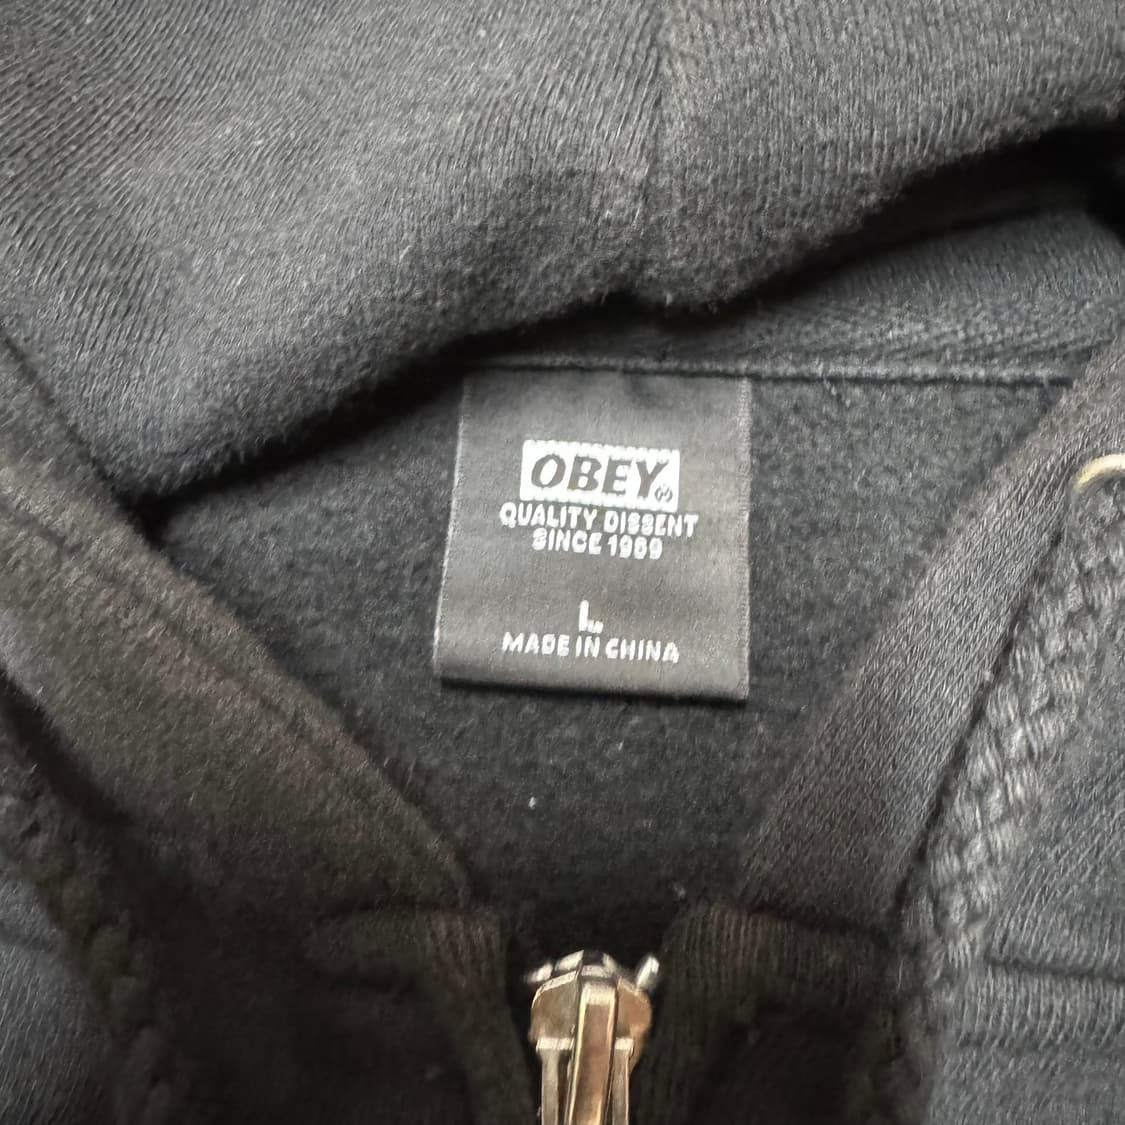 OBEY®
QUALITY DISSENT
SINCE 1989
L
MADE IN CHINA